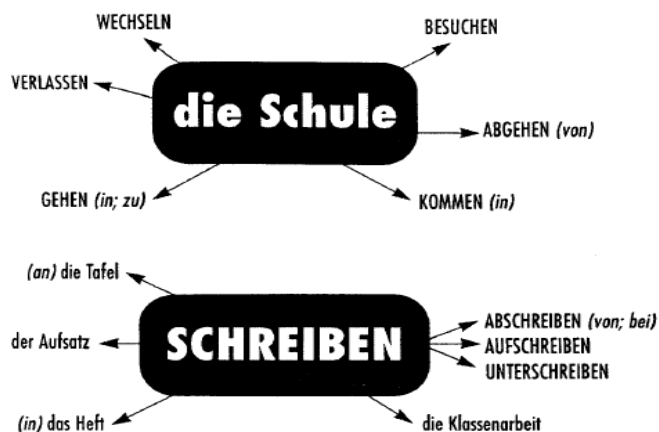 WECHSELN
BESUCHEN
VERLASSEN
die Schule
ABGEHEN (von)
GEHEN (in; zu)
KOMMEN (in)
(an) die Tafel
ABSCHREIBEN (von; bei)
der Aufsatz
SCHREIBEN
AUFSCHREIBEN
UNTERSCHREIBEN
(in) das Heft
die Klassenarbeit